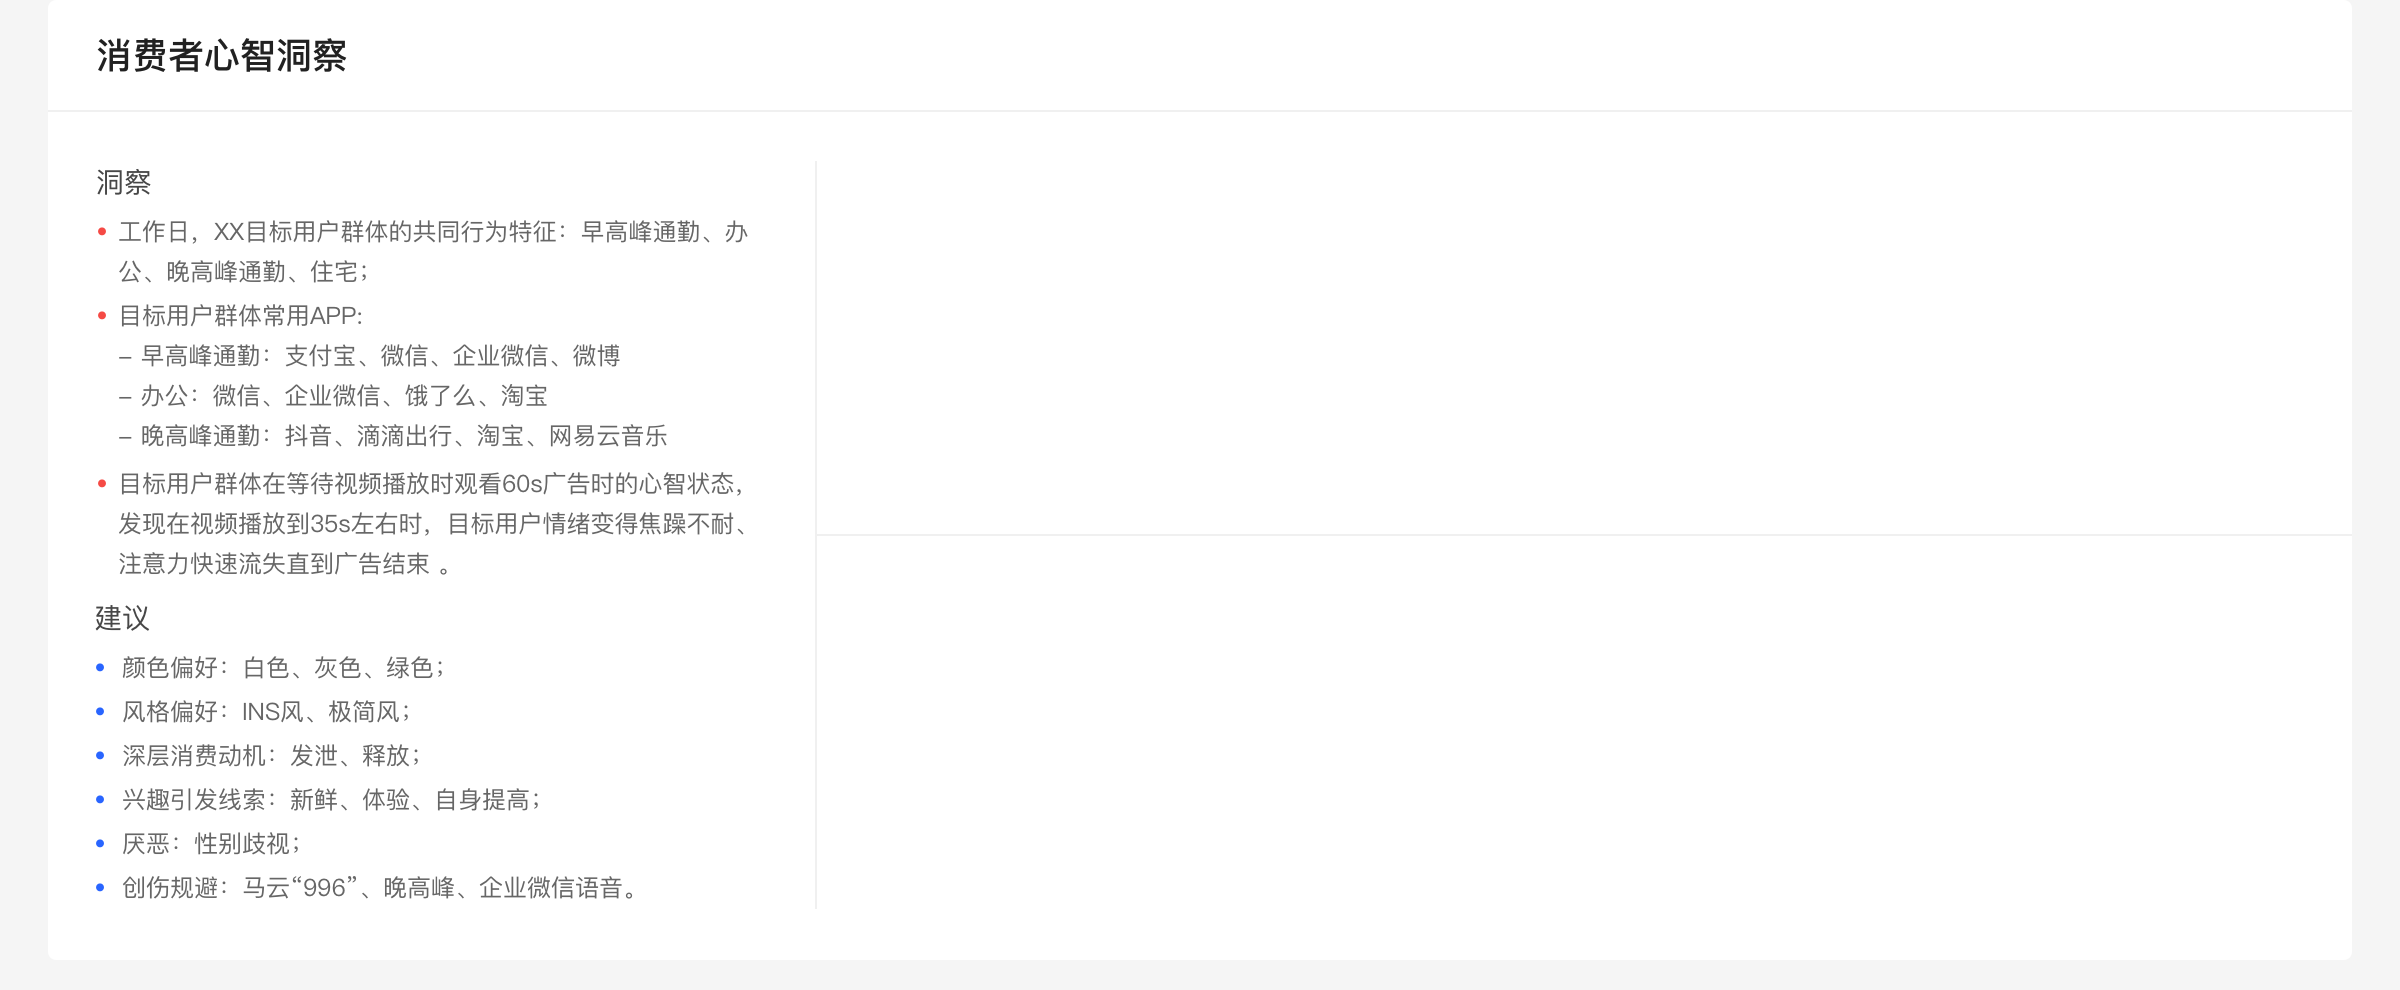 消费者心智洞察
洞察
• 工作日，XX目标用户群体的共同行为特征：早高峰通勤、办
公、晚高峰通勤、住宅；
• 目标用户群体常用APP:
– 早高峰通勤：支付宝、微信、企业微信、微博
– 办公：微信、企业微信、饿了么、淘宝
– 晚高峰通勤：抖音、滴滴出行、淘宝、网易云音乐
• 目标用户群体在等待视频播放时观看60s广告时的心智状态，
发现在视频播放到35s左右时，目标用户情绪变得焦躁不耐、
注意力快速流失直到广告结束 。
建议
• 颜色偏好：白色、灰色、绿色；
• 风格偏好：INS风、极简风；
• 深层消费动机：发泄、释放；
• 兴趣引发线索：新鲜、体验、自身提高；
• 厌恶：性别歧视；
• 创伤规避：马云“996”、晚高峰、企业微信语音。